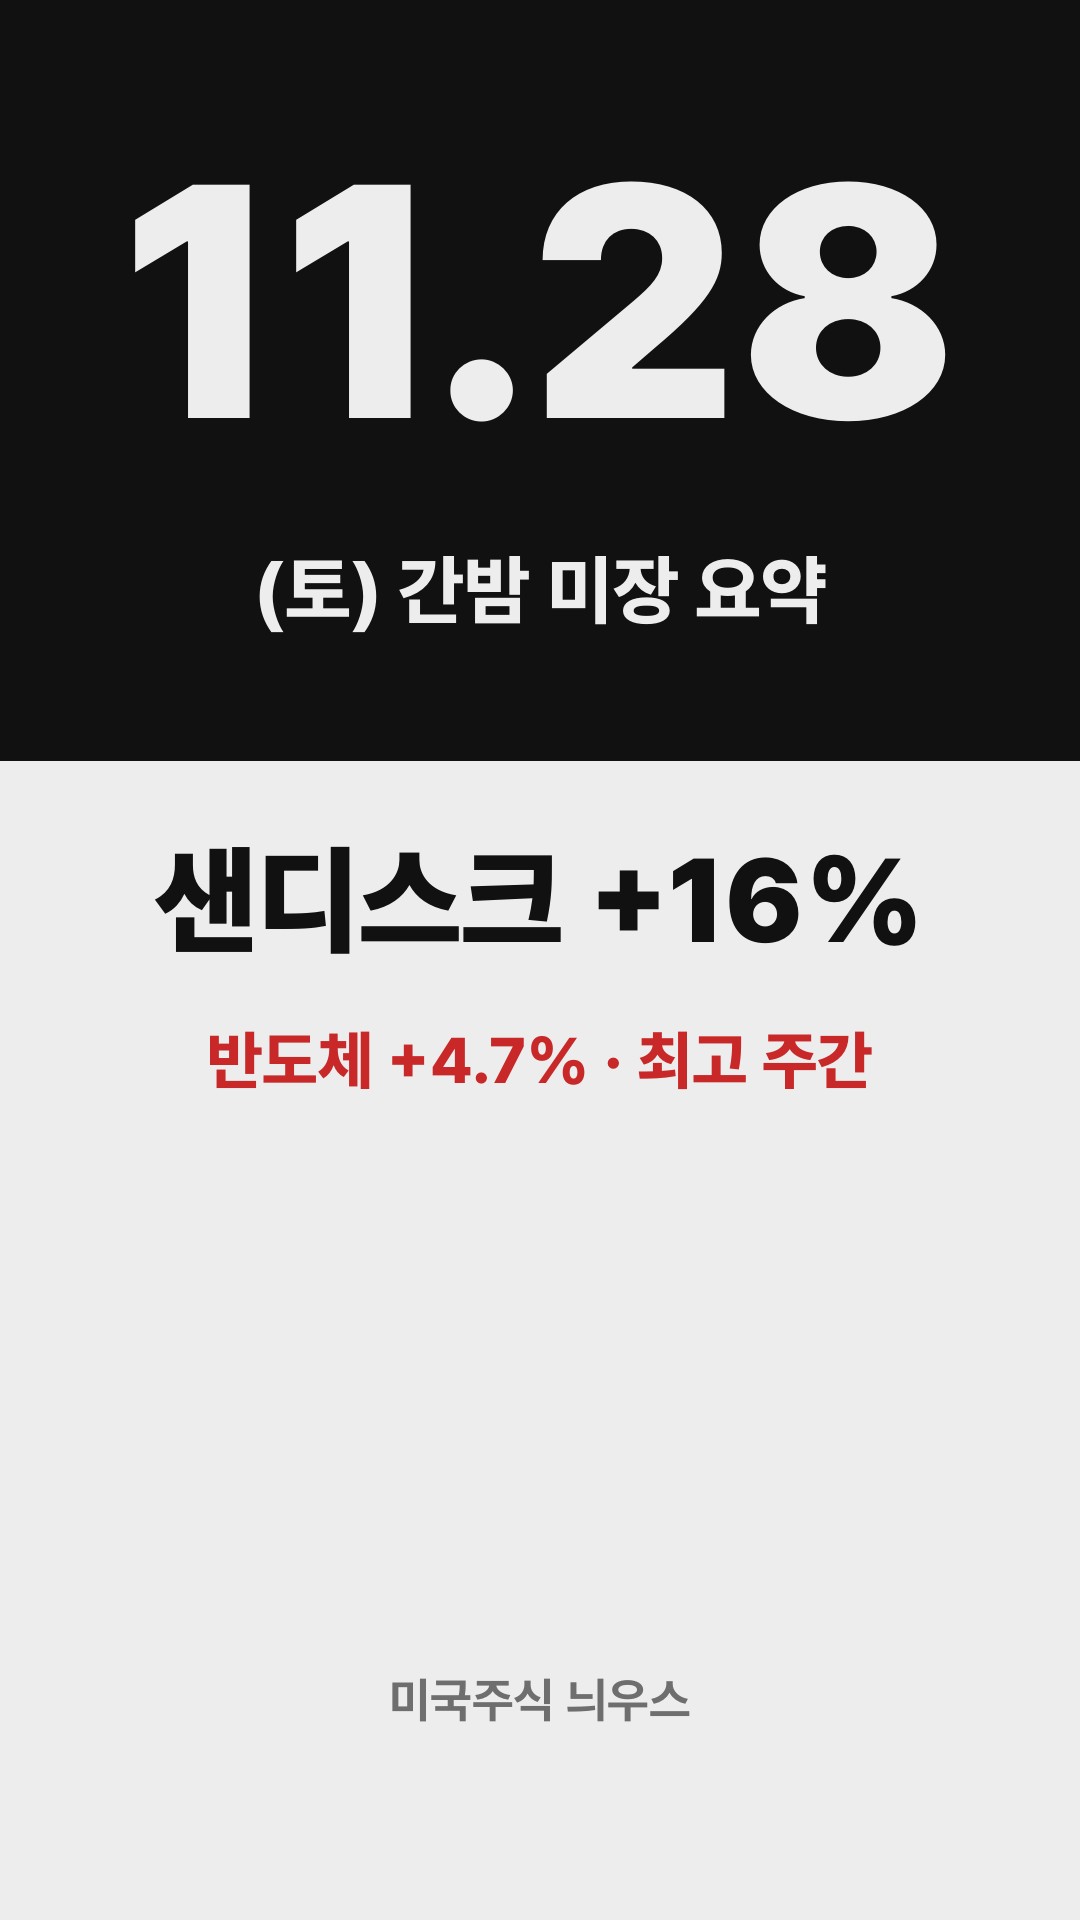 11.28
(토) 간밤 미장 요약
샌디스크 +16%
반도체 +4.7% · 최고 주간
미국주식 늬우스